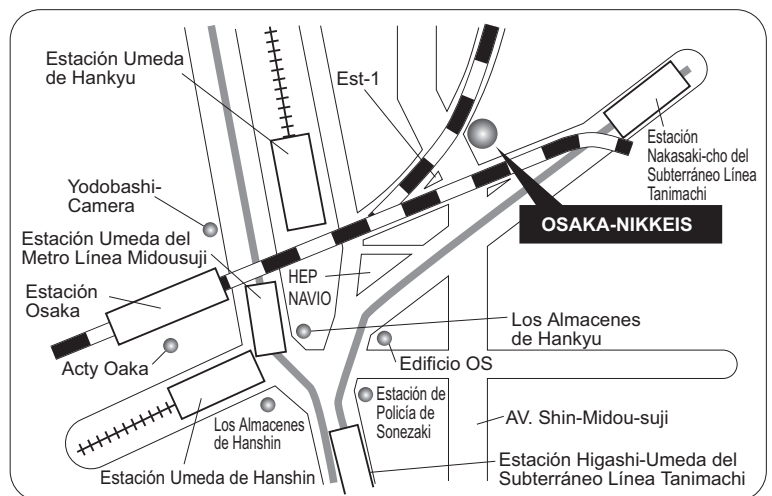 Estación Umeda
de Hankyu
Est-1
Estación
Nakasaki-cho del
Subterráneo Línea
Tanimachi
Yodobashi-
Camera
OSAKA-NIKKEIS
Estación Umeda del
Metro Línea Midousuji
HEP
NAVIO
Estación
Osaka
Los Almacenes
de Hankyu
Acty Oaka
Edificio OS
Estación de
Policía de
Sonezaki
Los Almacenes
de Hanshin
AV. Shin-Midou-suji
Estación Umeda de Hanshin
Estación Higashi-Umeda del
Subterráneo Línea Tanimachi